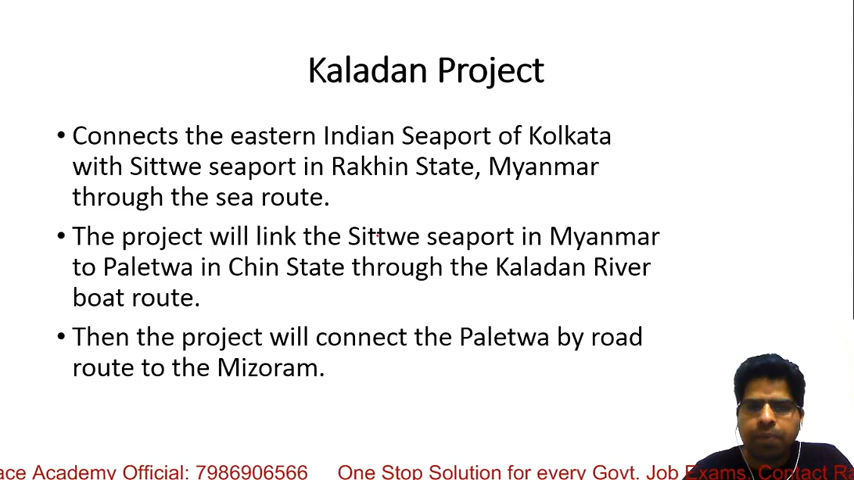 Kaladan Project
• Connects the eastern Indian Seaport of Kolkata
with Sittwe seaport in Rakhin State, Myanmar
through the sea route.
• The project will link the Sittwe seaport in Myanmar
to Paletwa in Chin State through the Kaladan River
boat route.
• Then the project will connect the Paletwa by road
route to the Mizoram.
ace Academy Official: 7986906566 One Stop Solution for every Govt. Job Exams. Contact Ra